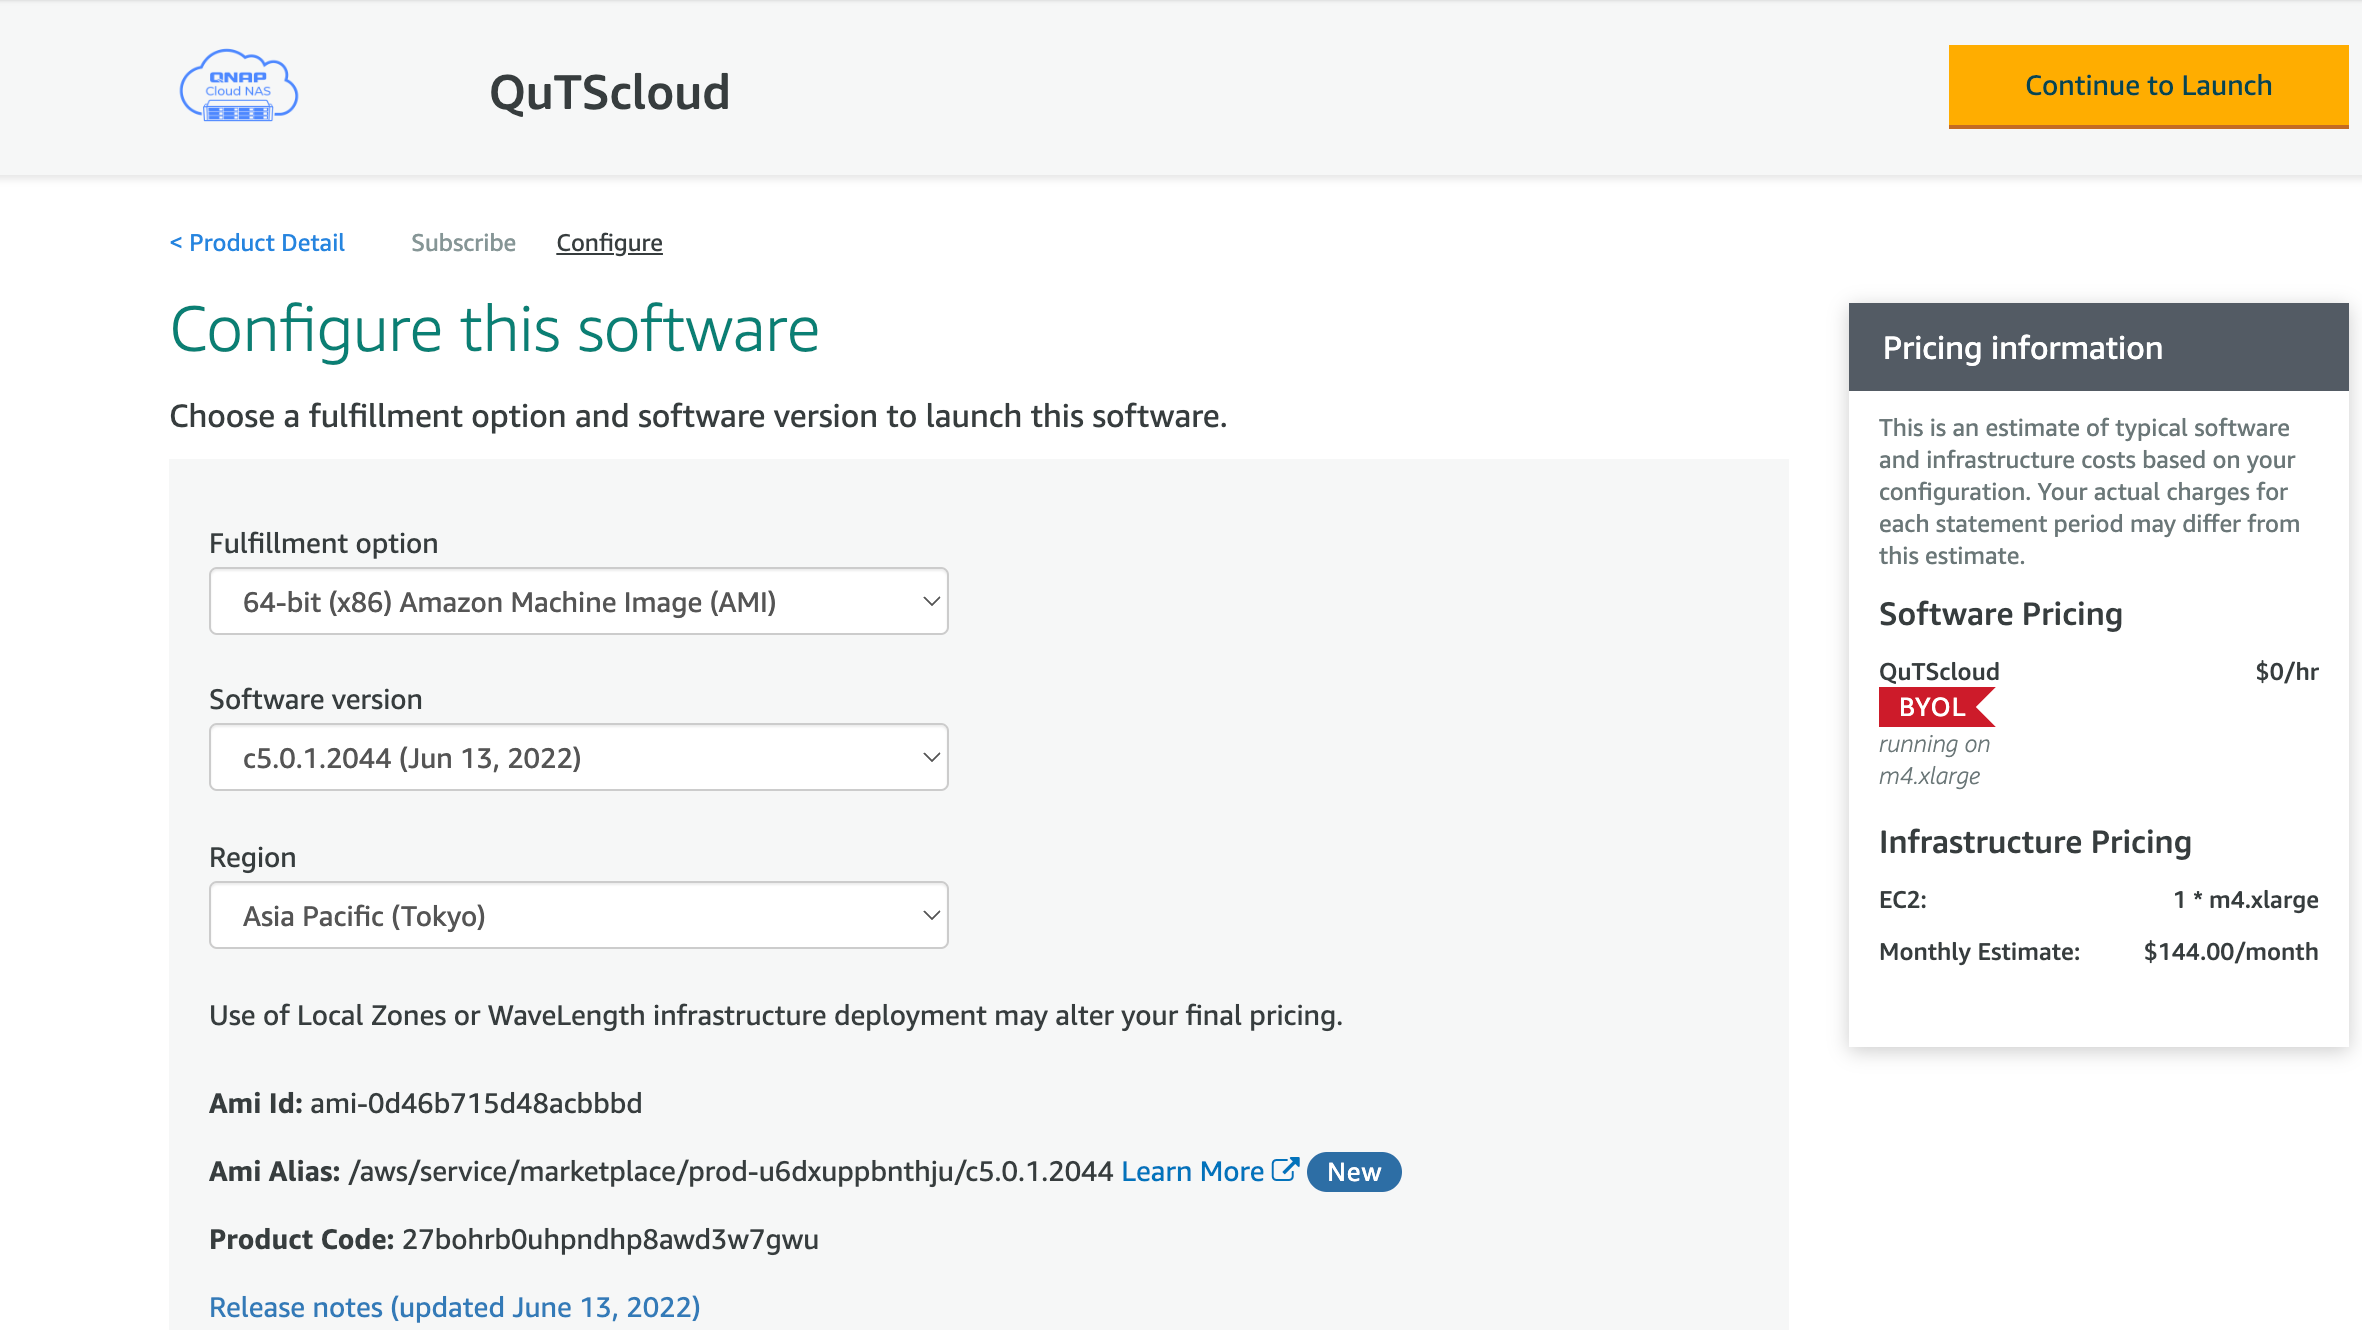 QNAP
Cloud NAS
QuTScloud
Continue to Launch
< Product Detail
Subscribe
Configure
Configure this software
Choose a fulfillment option and software version to launch this software.
Fulfillment option
64-bit (x86) Amazon Machine Image (AMI)
Software version
c5.0.1.2044 (Jun 13, 2022)
Region
Asia Pacific (Tokyo)
Use of Local Zones or WaveLength infrastructure deployment may alter your final pricing.
Ami Id: ami-0d46b715d48acbbbd
Ami Alias: /aws/service/marketplace/prod-u6dxuppbnthju/c5.0.1.2044 Learn More New
Product Code: 27bohrb0uhpndhp8awd3w7gwu
Release notes (updated June 13, 2022)
Pricing information
This is an estimate of typical software
and infrastructure costs based on your
configuration. Your actual charges for
each statement period may differ from
this estimate.
Software Pricing
QuTScloud $0/hr
BYOL
running on
m4.xlarge
Infrastructure Pricing
EC2: 1 * m4.xlarge
Monthly Estimate: $144.00/month